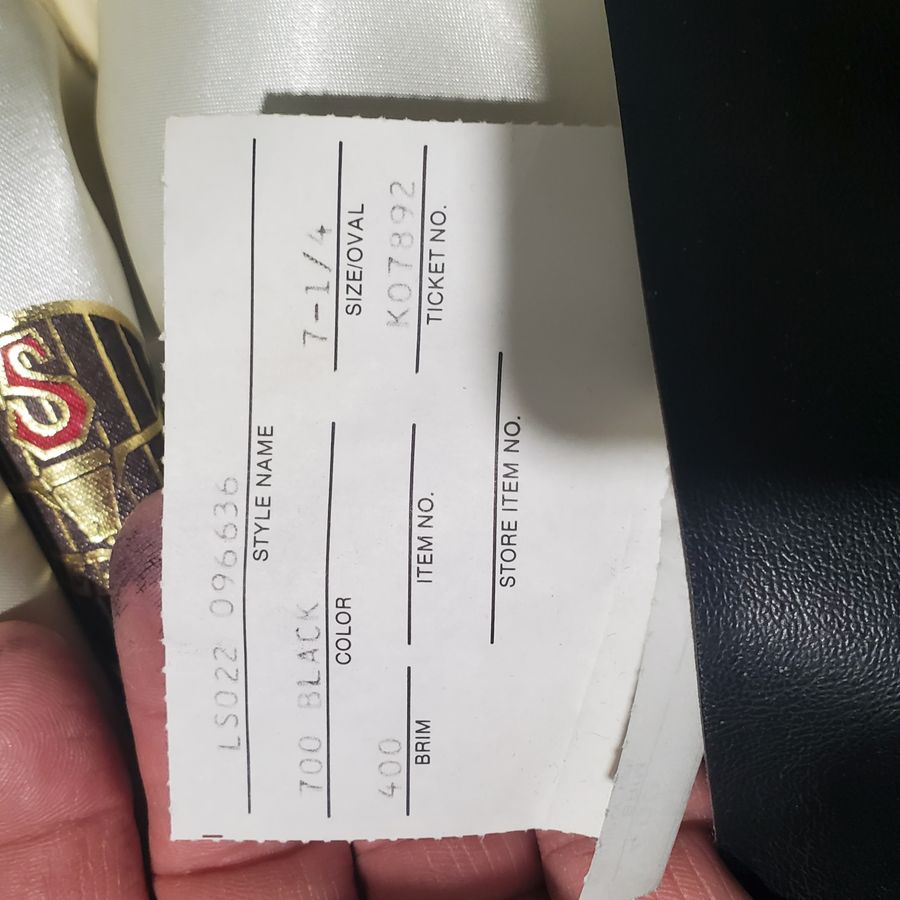 LS022 096636
STYLE NAME
700 BLACK 7-1/4
COLOR SIZE/OVAL
400 K07892
BRIM ITEM NO. TICKET NO.
STORE ITEM NO.
S